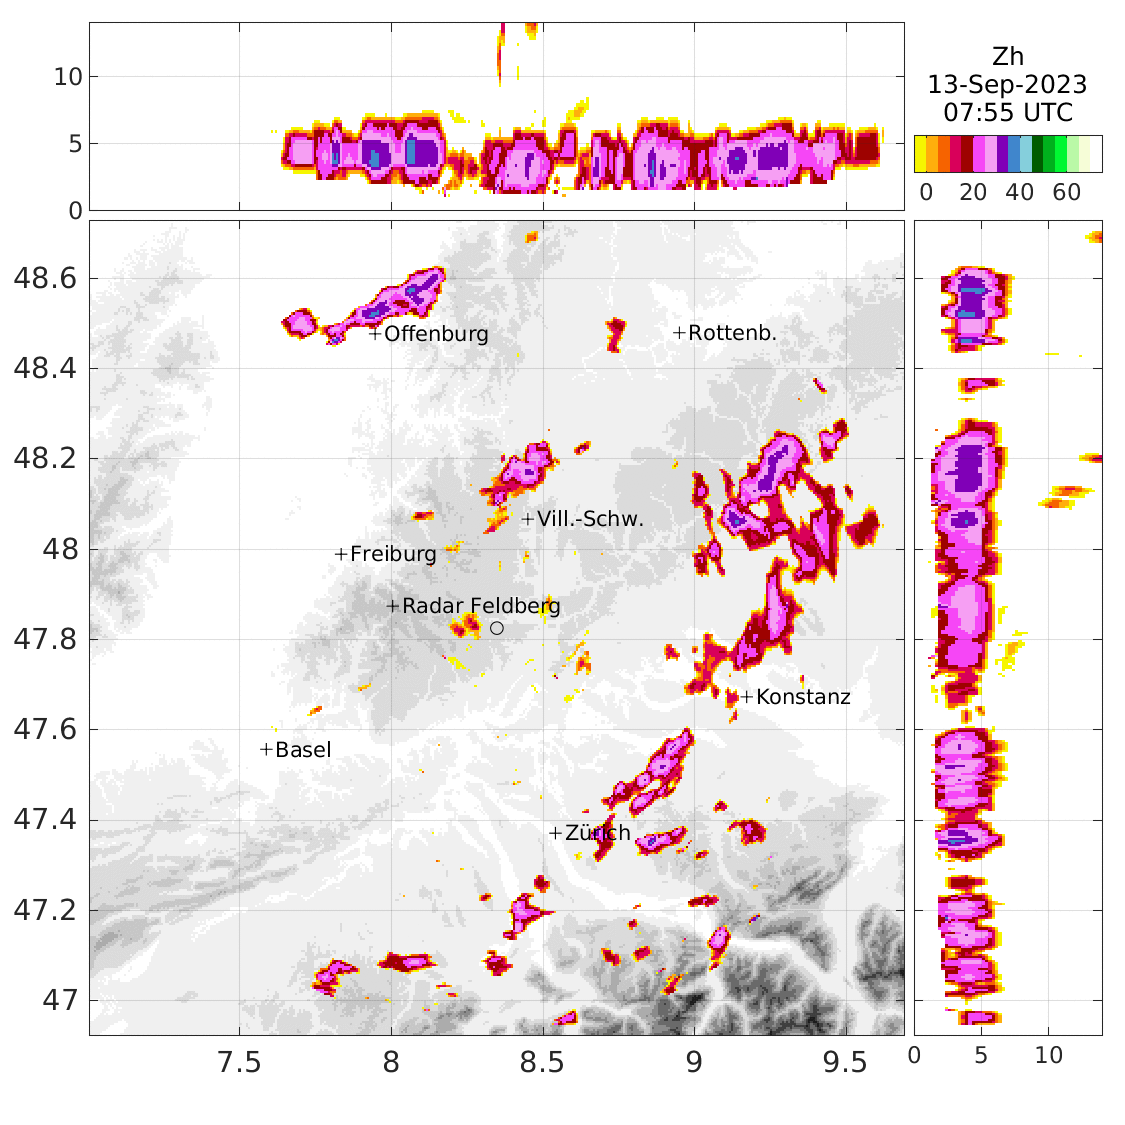 10
5
0
Zh
13-Sep-2023
07:55 UTC
0 20 40 60
48.6
48.4
48.2
48
47.8
47.6
47.4
47.2
47
+Offenburg
+Rottenb.
+Vill.-Schw.
+Freiburg
+Radar Feldberg
+Konstanz
+Basel
+Zürich
7.5 8 8.5 9 9.5
0 5 10